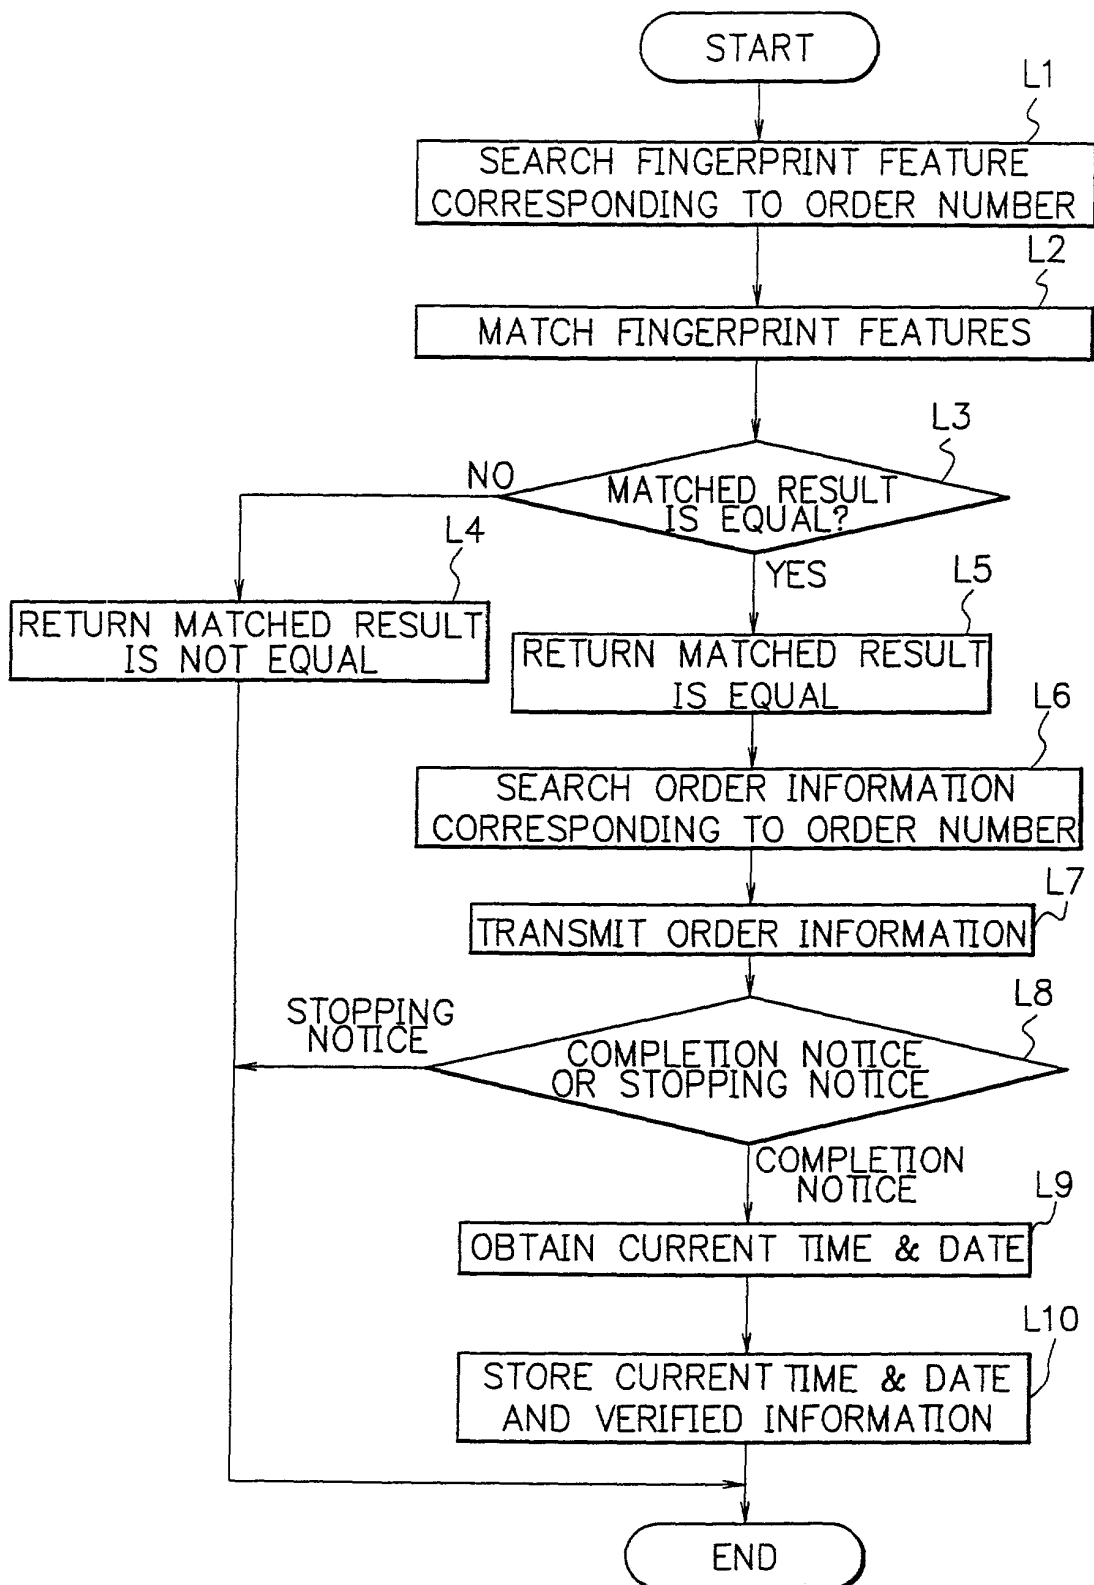 START
L1
SEARCH FINGERPRINT FEATURE
CORRESPONDING TO ORDER NUMBER
L2
MATCH FINGERPRINT FEATURES
L3
NO
MATCHED RESULT
IS EQUAL?
YES
L4
RETURN MATCHED RESULT
IS NOT EQUAL
L5
RETURN MATCHED RESULT
IS EQUAL
L6
SEARCH ORDER INFORMATION
CORRESPONDING TO ORDER NUMBER
L7
TRANSMIT ORDER INFORMATION
L8
STOPPING
NOTICE
COMPLETION NOTICE
OR STOPPING NOTICE
COMPLETION
NOTICE
L9
OBTAIN CURRENT TIME & DATE
L10
STORE CURRENT TIME & DATE
AND VERIFIED INFORMATION
END